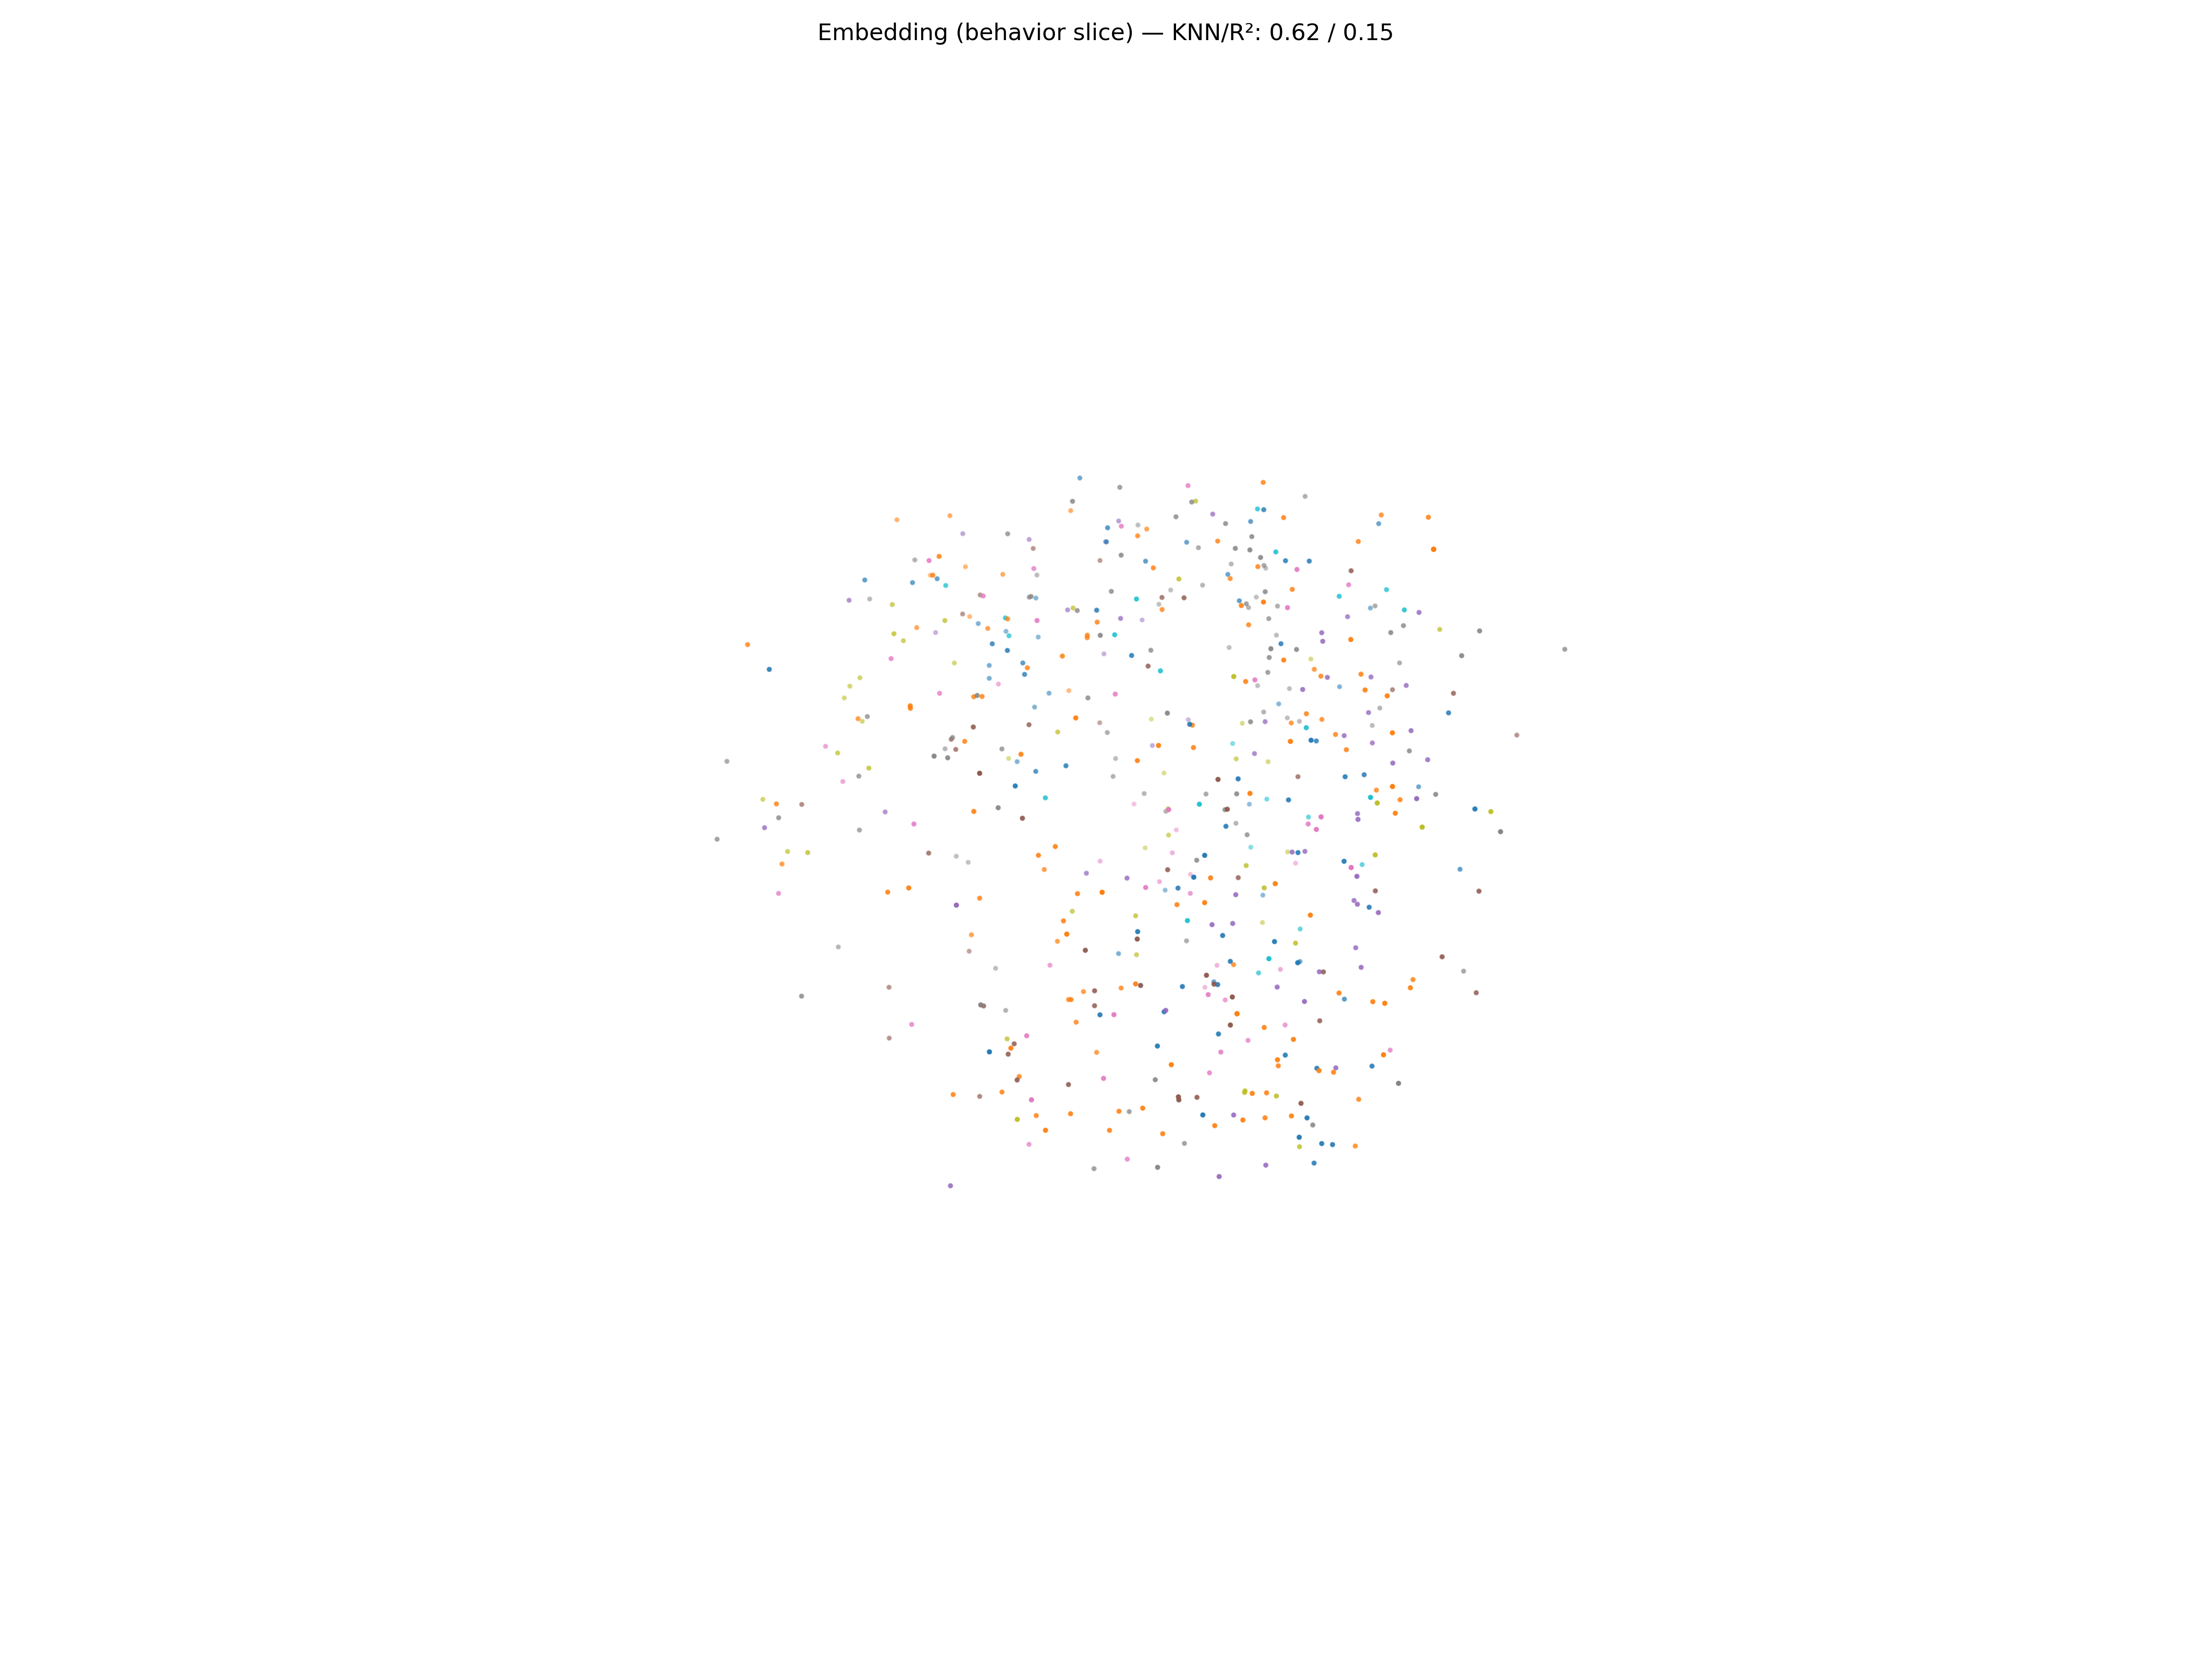 Embedding (behavior slice) — KNN/R²: 0.62 / 0.15